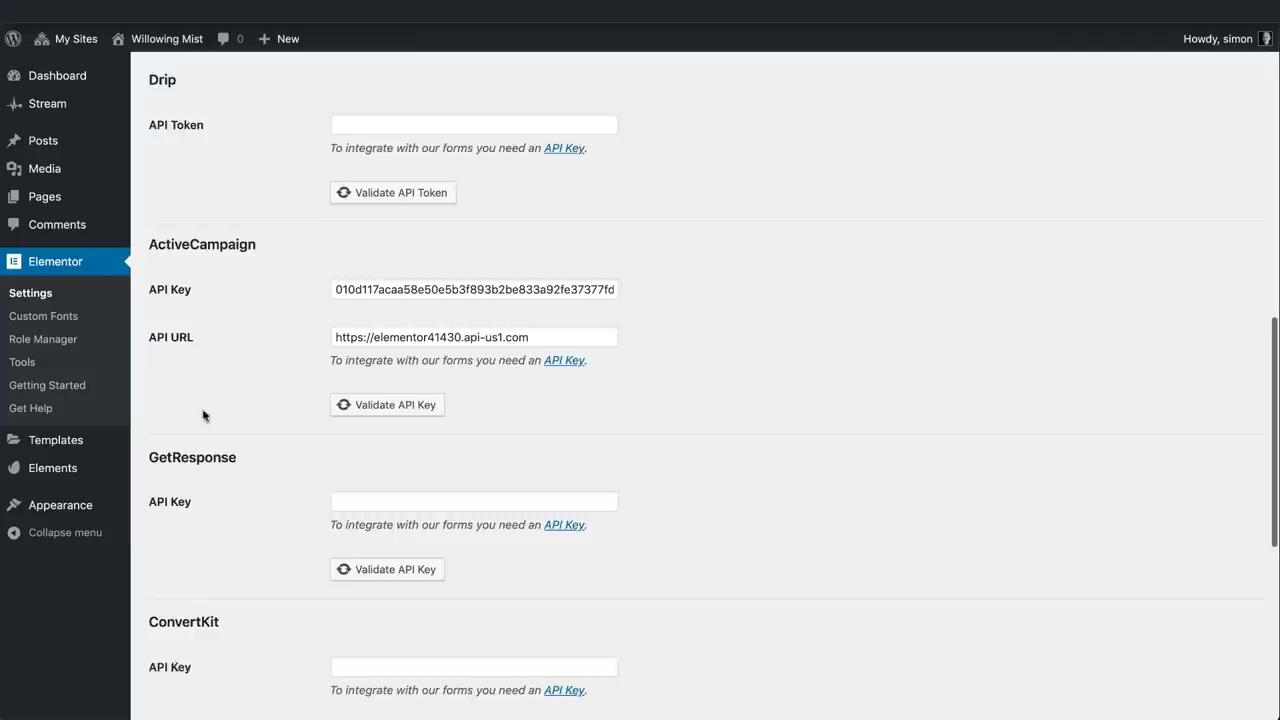 My Sites Willowing Mist 0 New Howdy, simon
Dashboard
Stream
Posts
Media
Pages
Comments
Elementor
Settings
Custom Fonts
Role Manager
Tools
Getting Started
Get Help
Templates
Elements
Appearance
Collapse menu
Drip
API Token
To integrate with our forms you need an API Key.
Validate API Token
ActiveCampaign
API Key 010d117acaa58e50e5b3f893b2be833a92fe37377fd
API URL https://elementor41430.api-us1.com
To integrate with our forms you need an API Key.
Validate API Key
GetResponse
API Key
To integrate with our forms you need an API Key.
Validate API Key
ConvertKit
API Key
To integrate with our forms you need an API Key.